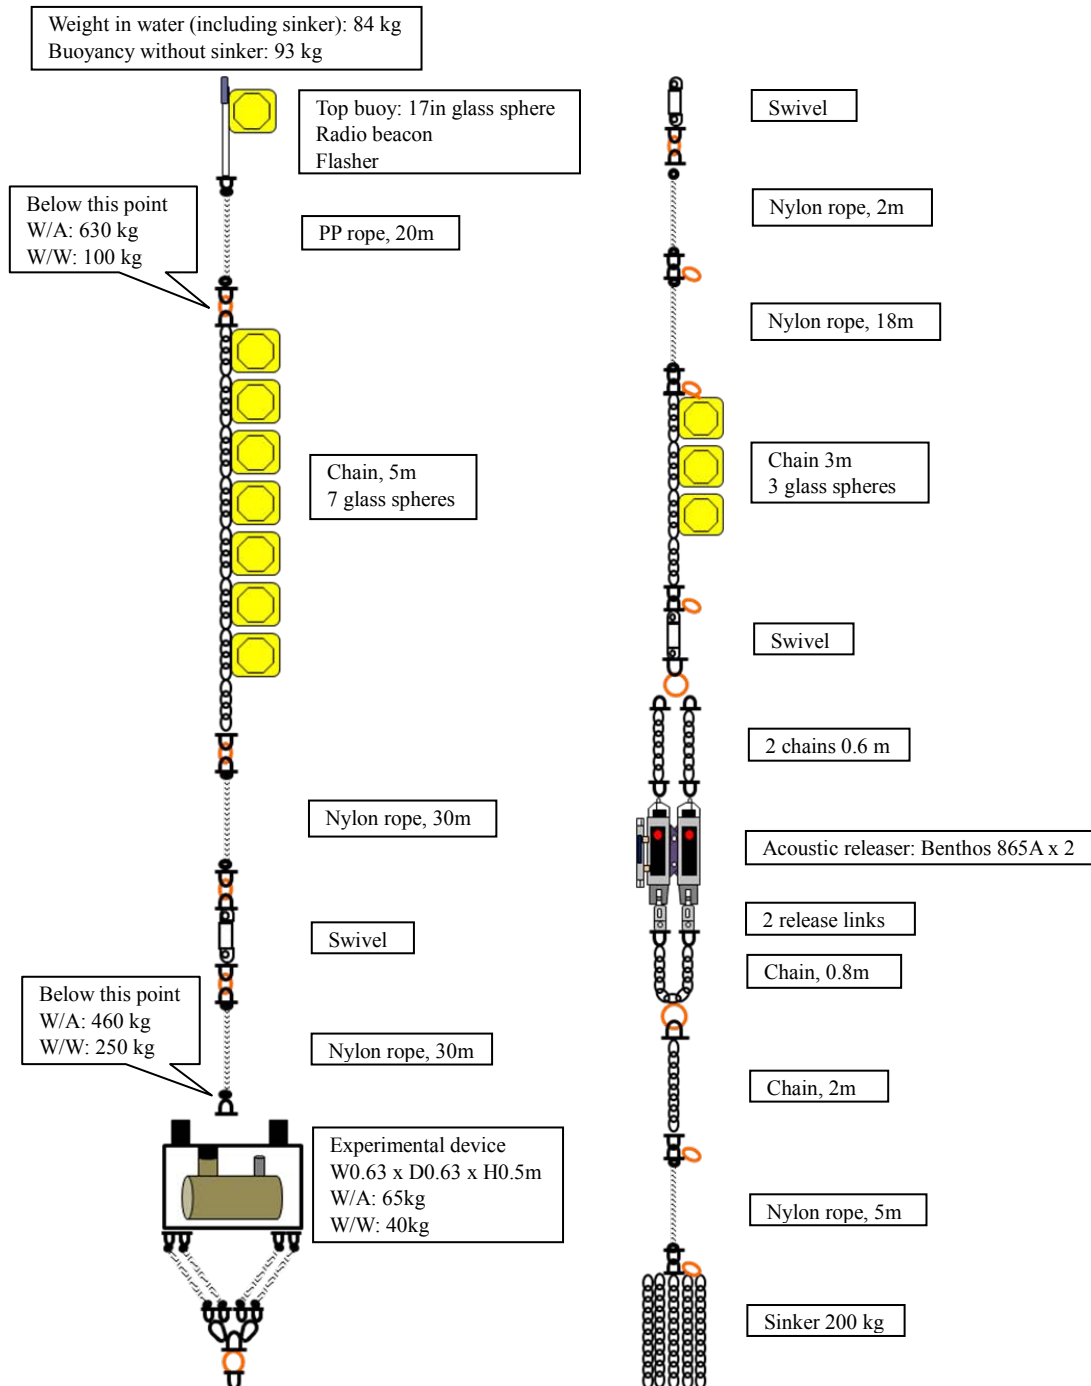 Weight in water (including sinker): 84 kg
Buoyancy without sinker: 93 kg
Top buoy: 17in glass sphere
Radio beacon
Flasher
Below this point
W/A: 630 kg
W/W: 100 kg
PP rope, 20m
Chain, 5m
7 glass spheres
Nylon rope, 30m
Swivel
Below this point
W/A: 460 kg
W/W: 250 kg
Nylon rope, 30m
Experimental device
W0.63 x D0.63 x H0.5m
W/A: 65kg
W/W: 40kg
Swivel
Nylon rope, 2m
Nylon rope, 18m
Chain 3m
3 glass spheres
Swivel
2 chains 0.6 m
Acoustic releaser: Benthos 865A x 2
2 release links
Chain, 0.8m
Chain, 2m
Nylon rope, 5m
Sinker 200 kg